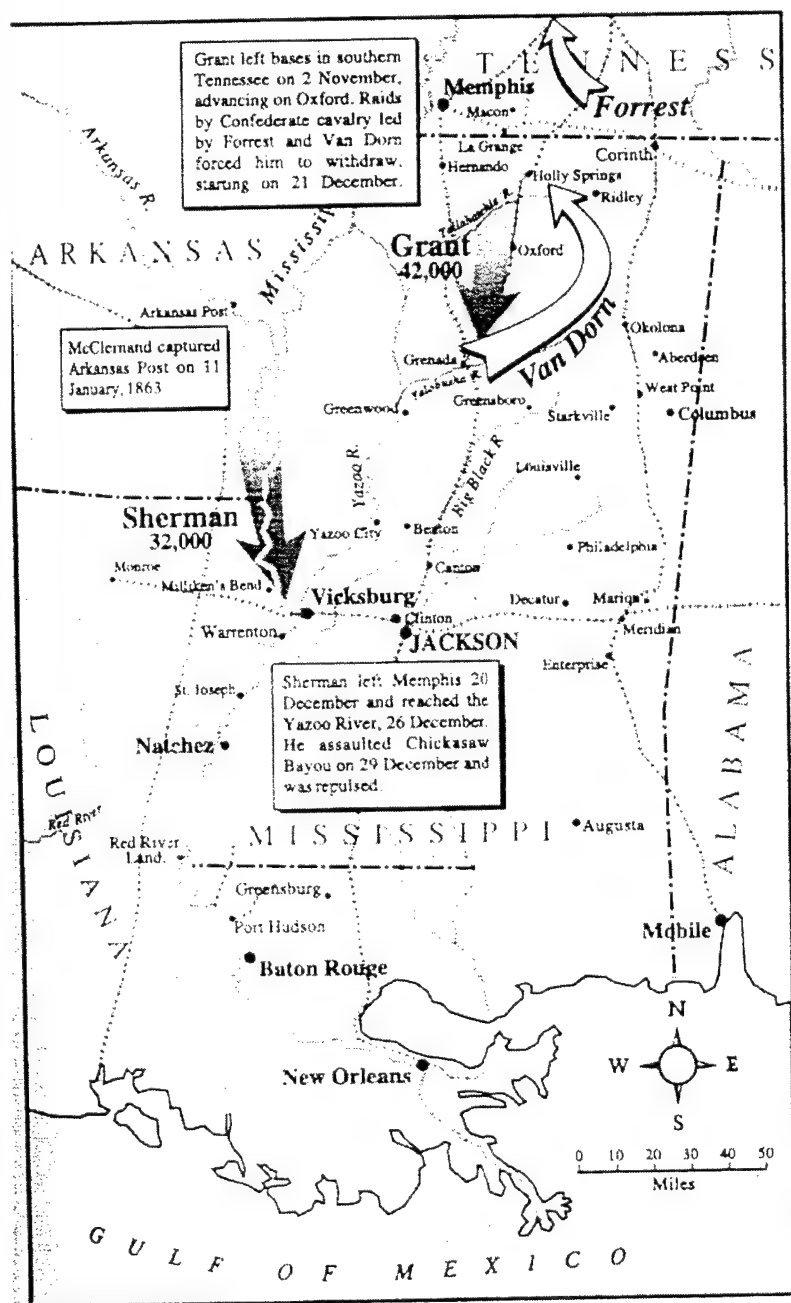 Grant left bases in southern
Tennessee on 2 November,
advancing on Oxford. Raids
by Confederate cavalry led
by Forrest and Van Dorn
forced him to withdraw,
starting on 21 December.
TENNESS
Memphis
Macon
Forrest
Arkansas R.
La Grange
Corinth
Hernando
Holly Springs
Ridley
Tallahatchie R.
ARKANSAS
Mississip
Grant
42,000
Oxford
Arkansas Post
Okolona
McClernand captured
Arkansas Post on 11
January, 1863
Van Dorn
Grenada
Aberdeen
Yalobusha R.
West Point
Greenwood
Greensboro
Starkville
Columbus
Yazoo R.
Big Black R.
Louisville
Sherman
32,000
Yazoo City
Benton
Philadelphia
Monroe
Canton
Milliken's Bend
Vicksburg
Decatur
Clinton
Warrenton
JACKSON
Meridian
Enterprise
St. Joseph
Sherman left Memphis 20
December and reached the
Yazoo River, 26 December.
He assaulted Chickasaw
Bayou on 29 December and
was repulsed.
Natchez
LOUISIANA
ALABAMA
Red River
MISSISSIPPI
Augusta
Red River
Land.
Greensburg
Port Hudson
Mobile
Baton Rouge
N
New Orleans
W E
S
0 10 20 30 40 50
Miles
GULF OF MEXICO